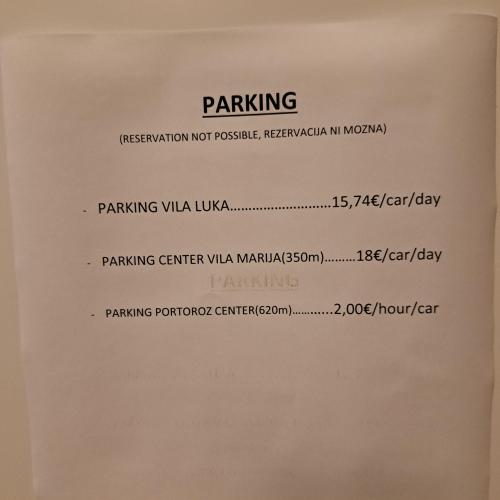 PARKING
(RESERVATION NOT POSSIBLE, REZERVACIJA NI MOZNA)
- PARKING VILA LUKA..............................15,74€/car/day
- PARKING CENTER VILA MARIJA(350m).........18€/car/day
PARKING
- PARKING PORTOROZ CENTER(620m)............2,00€/hour/car